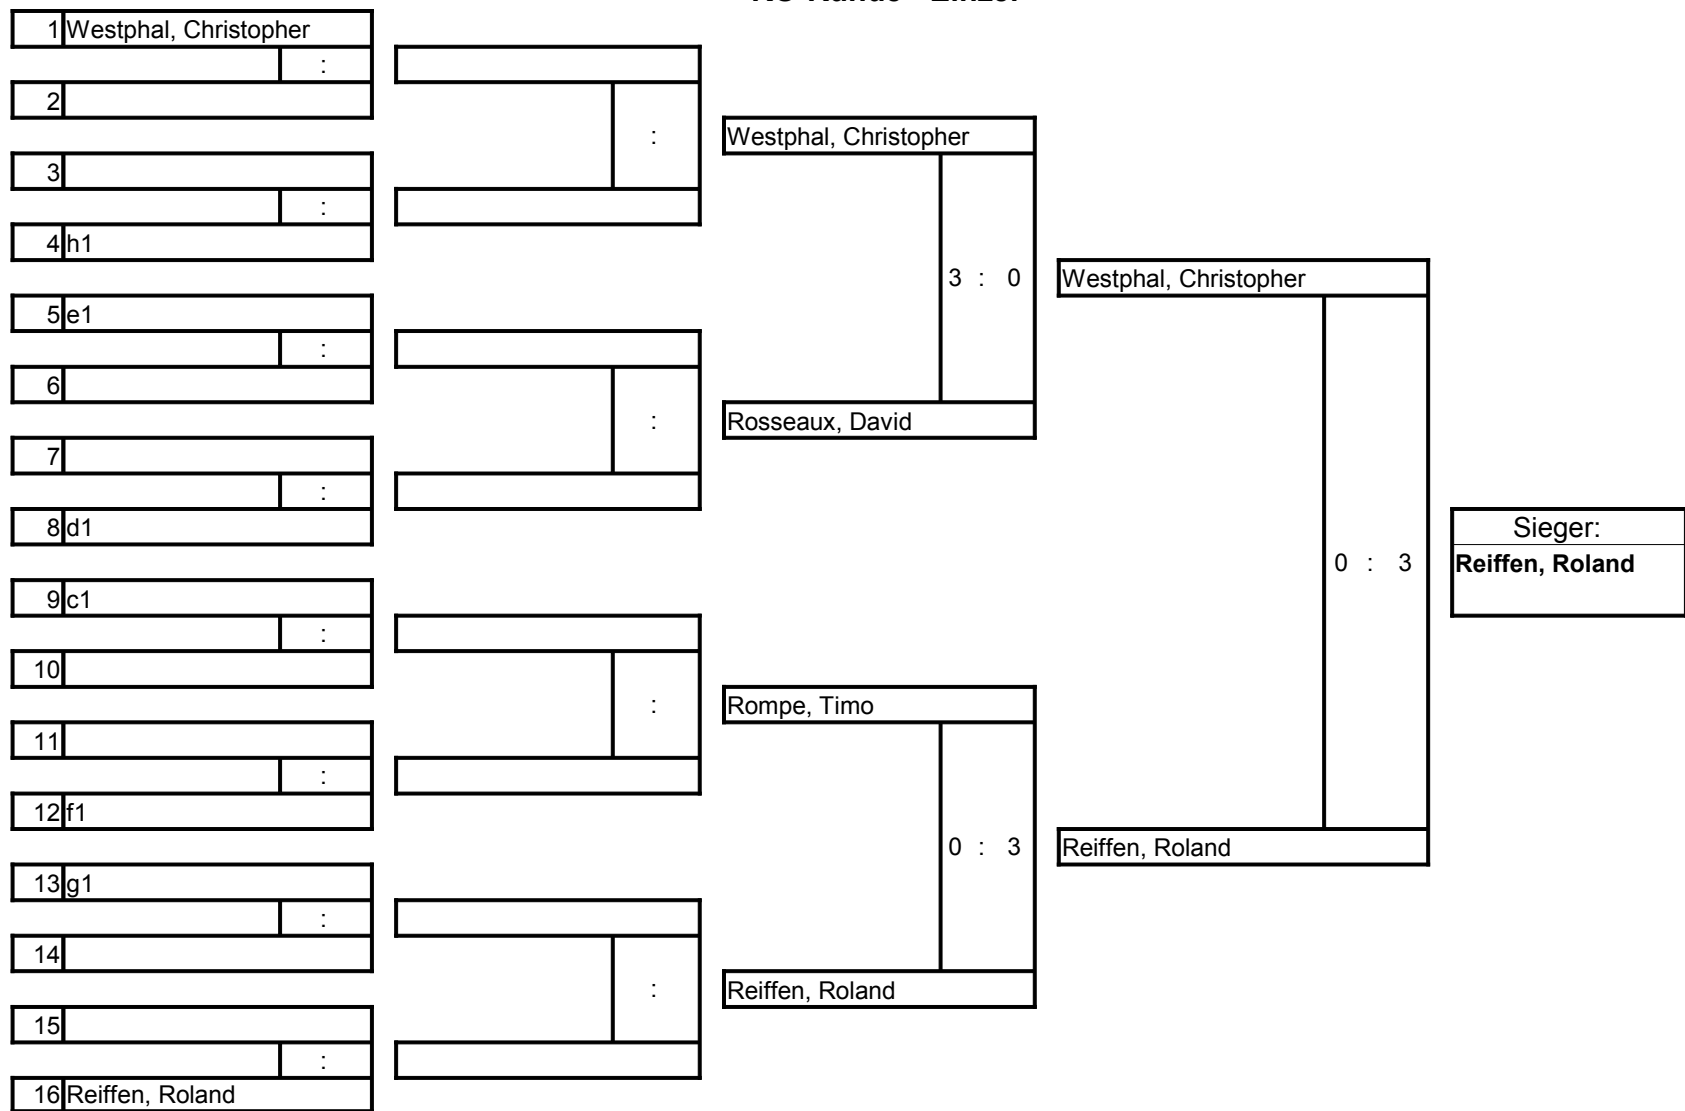 1 Westphal, Christopher
:
2
:
Westphal, Christopher
3
:
4 h1
3 : 0
Westphal, Christopher
5 e1
:
6
:
Rosseaux, David
7
:
8 d1
Sieger:
0 : 3
Reiffen, Roland
9 c1
:
10
:
Rompe, Timo
11
:
12 f1
0 : 3
Reiffen, Roland
13 g1
:
14
:
Reiffen, Roland
15
:
16 Reiffen, Roland